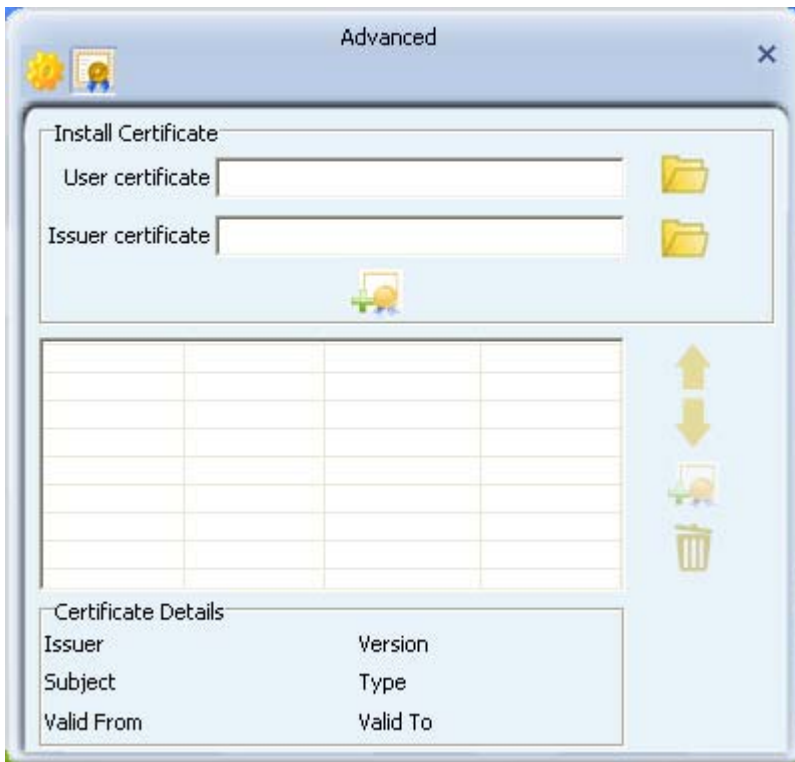 Advanced
Install Certificate
User certificate
Issuer certificate
Certificate Details
Issuer Version
Subject Type
Valid From Valid To